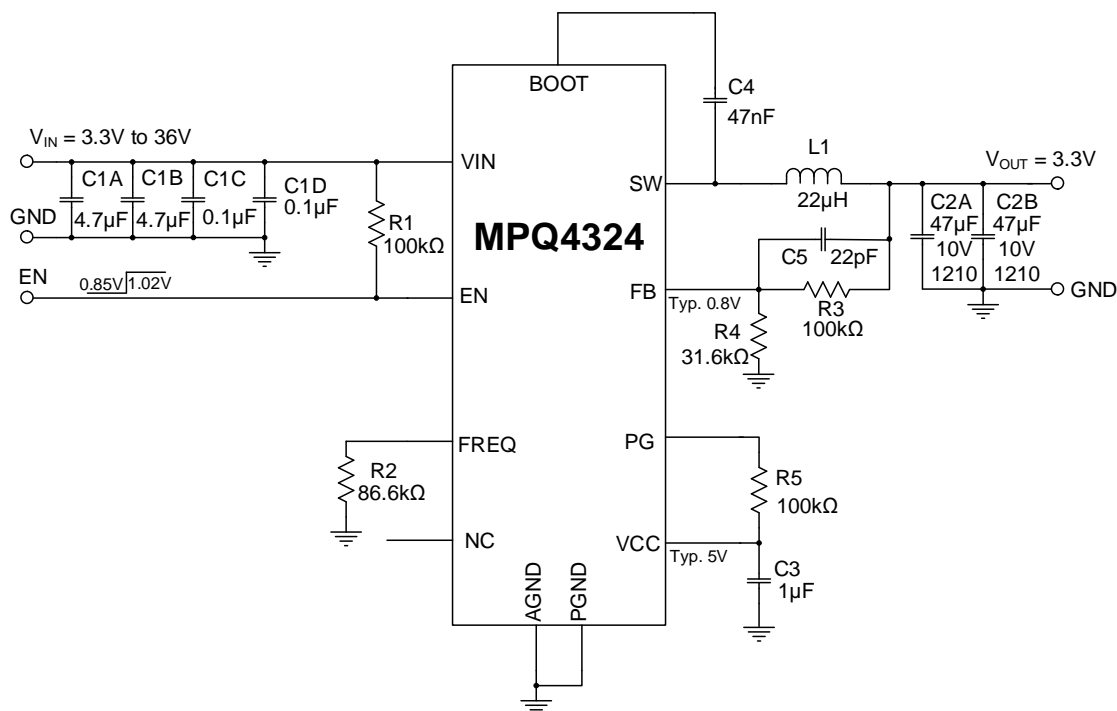 BOOT
C4
47nF
V_IN = 3.3V to 36V
VIN
C1A
4.7µF
C1B
4.7µF
C1C
0.1µF
C1D
0.1µF
GND
R1
100kΩ
EN
0.85V 1.02V
EN
MPQ4324
SW
L1
22µH
V_OUT = 3.3V
C2A
47µF
10V
1210
C2B
47µF
10V
1210
GND
C5
22pF
FB
Typ. 0.8V
R3
100kΩ
R4
31.6kΩ
FREQ
R2
86.6kΩ
NC
PG
R5
100kΩ
VCC
Typ. 5V
C3
1µF
AGND
PGND